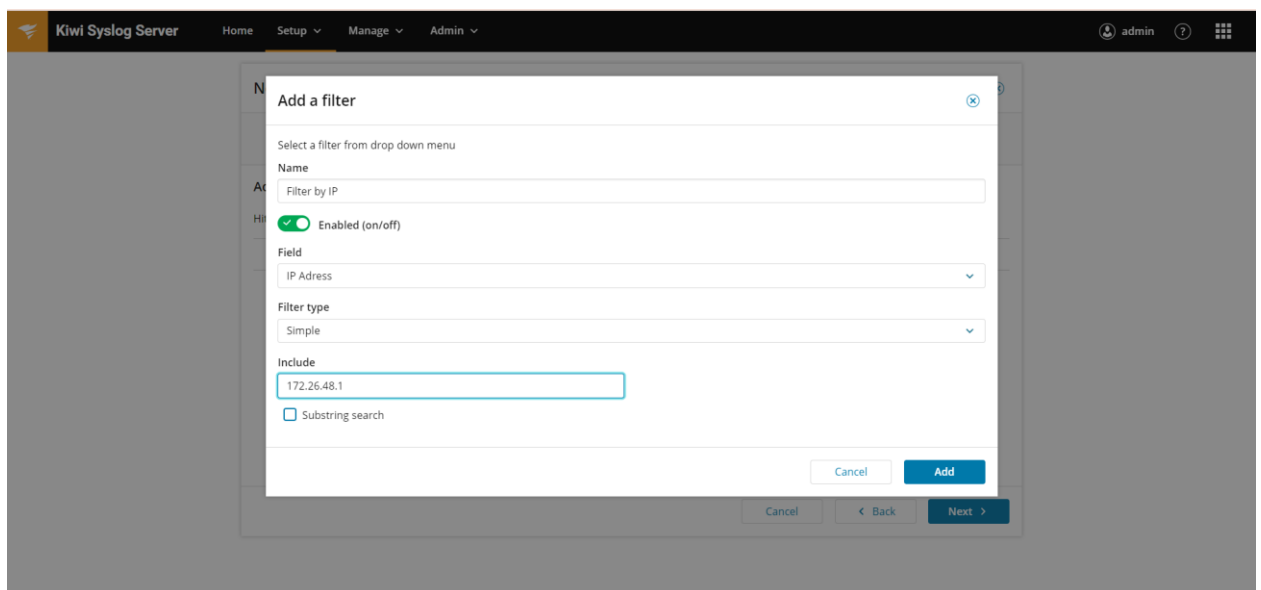 Kiwi Syslog Server Home Setup Manage Admin admin ?
N
Add a filter
Select a filter from drop down menu
Name
Filter by IP
Enabled (on/off)
Field
IP Adress
Filter type
Simple
Include
172.26.48.1
Substring search
Cancel Add
Cancel Back Next